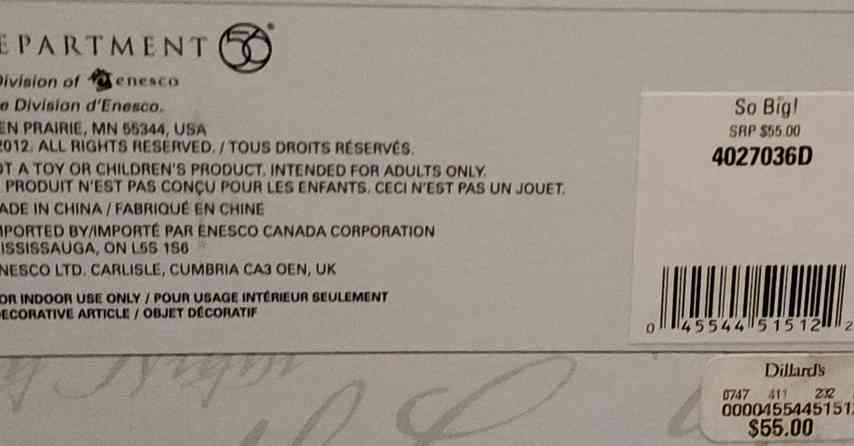 EPARTMENT 56®
Division of enesco
e Division d'Enesco.
EN PRAIRIE, MN 55344, USA
2012. ALL RIGHTS RESERVED. / TOUS DROITS RÉSERVÉS.
OT A TOY OR CHILDREN'S PRODUCT. INTENDED FOR ADULTS ONLY.
PRODUIT N'EST PAS CONÇU POUR LES ENFANTS. CECI N'EST PAS UN JOUET.
ADE IN CHINA / FABRIQUÉ EN CHINE
MPORTED BY/IMPORTÉ PAR ENESCO CANADA CORPORATION
ISSISSAUGA, ON L5S 1S6
NESCO LTD. CARLISLE, CUMBRIA CA3 OEN, UK
OR INDOOR USE ONLY / POUR USAGE INTÉRIEUR SEULEMENT
DECORATIVE ARTICLE / OBJET DÉCORATIF
So Big!
SRP $55.00
4027036D
0 45544 51512 2
Dillard's
0747 411 232
0000455445151
$55.00